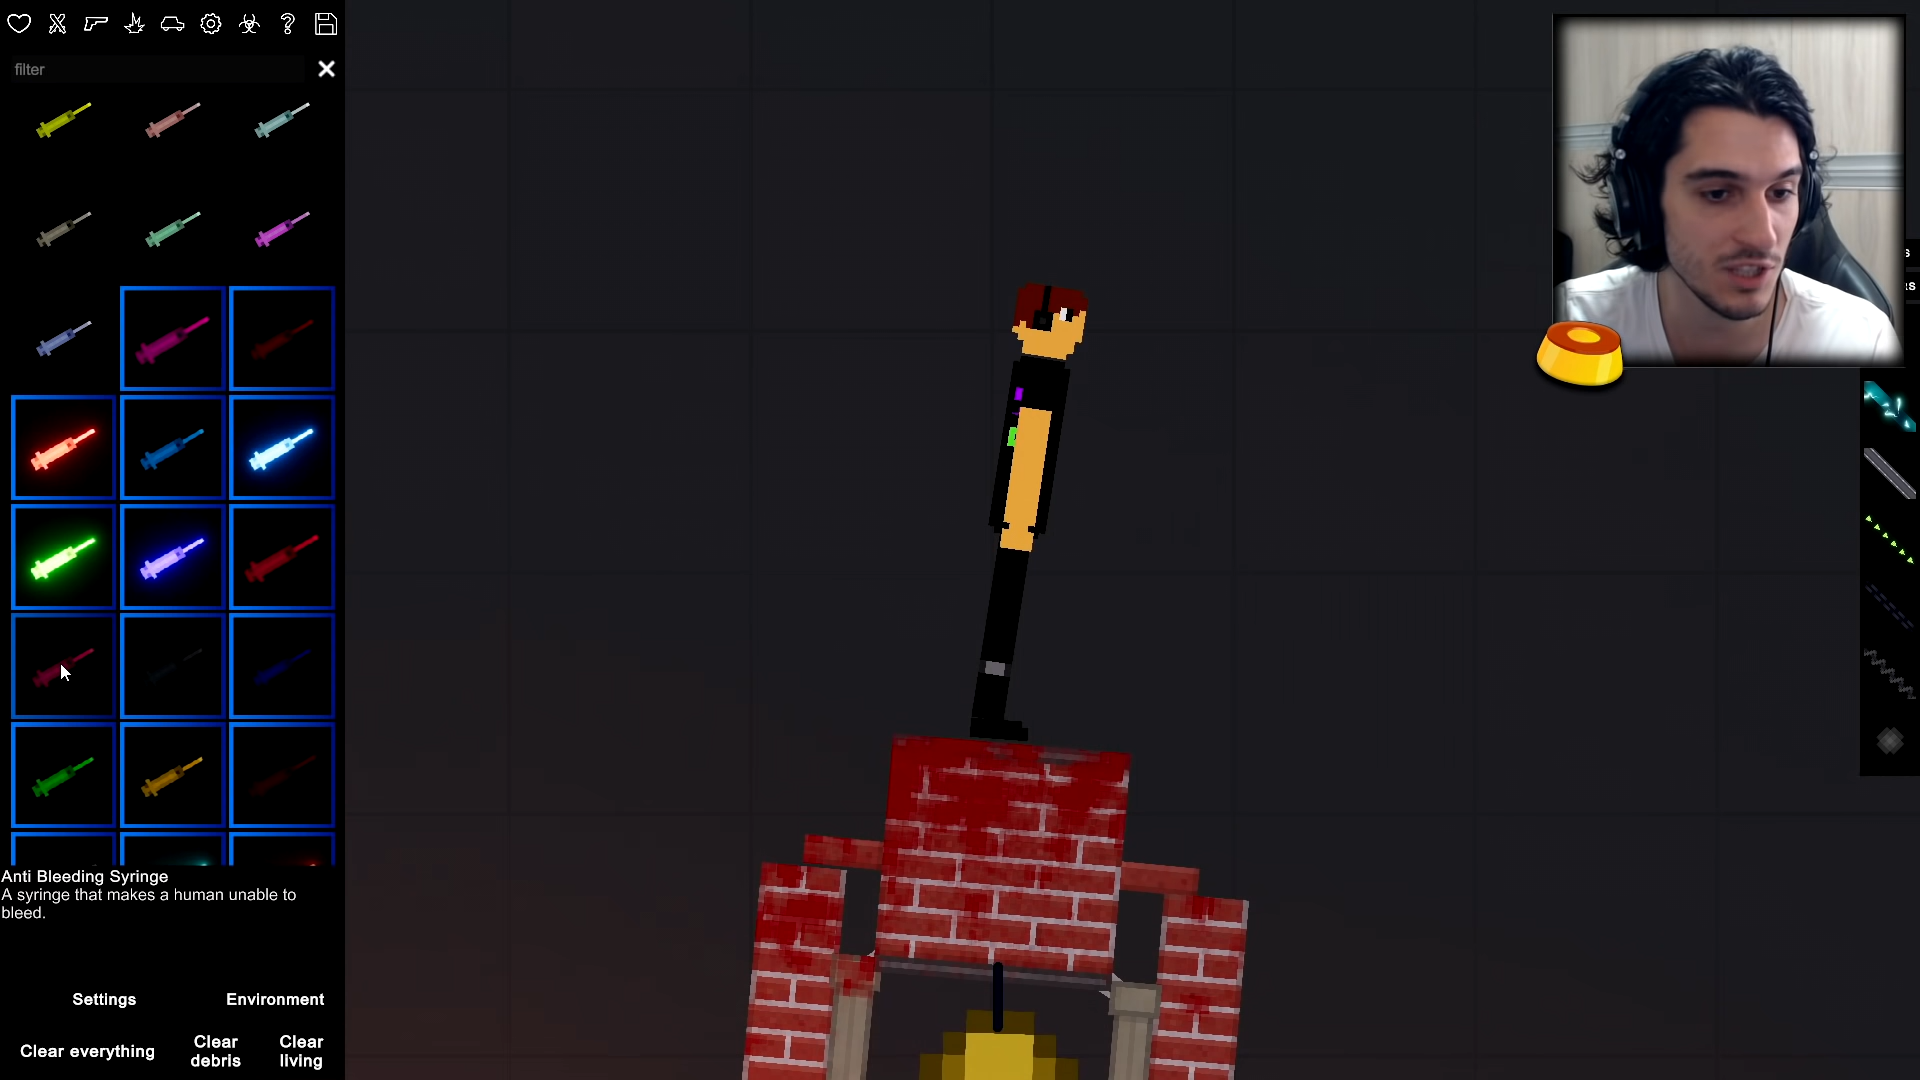 filter
s
as
Anti Bleeding Syringe
A syringe that makes a human unable to
bleed.
Settings
Environment
Clear everything
Clear
debris
Clear
living